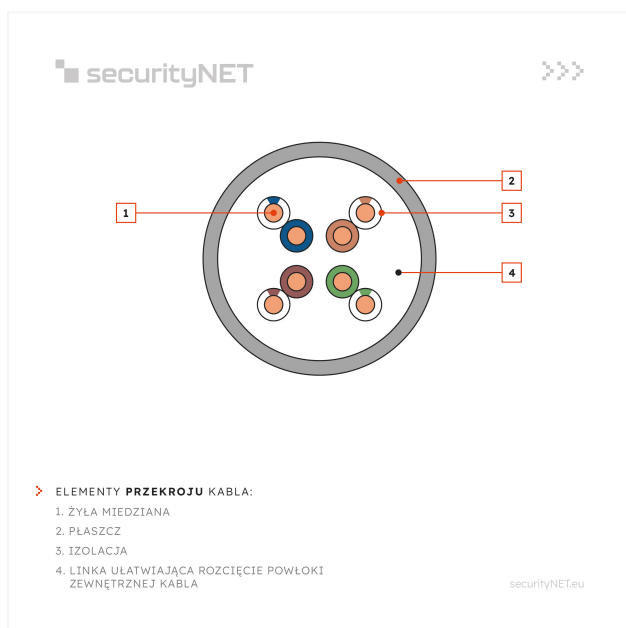 securityNET
2
1
3
4
ELEMENTY PRZEKROJU KABLA:
1. ŻYŁA MIEDZIANA
2. PŁASZCZ
3. IZOLACJA
4. LINKA UŁATWIAJĄCA ROZCIĘCIE POWŁOKI
ZEWNĘTRZNEJ KABLA
securityNET.eu